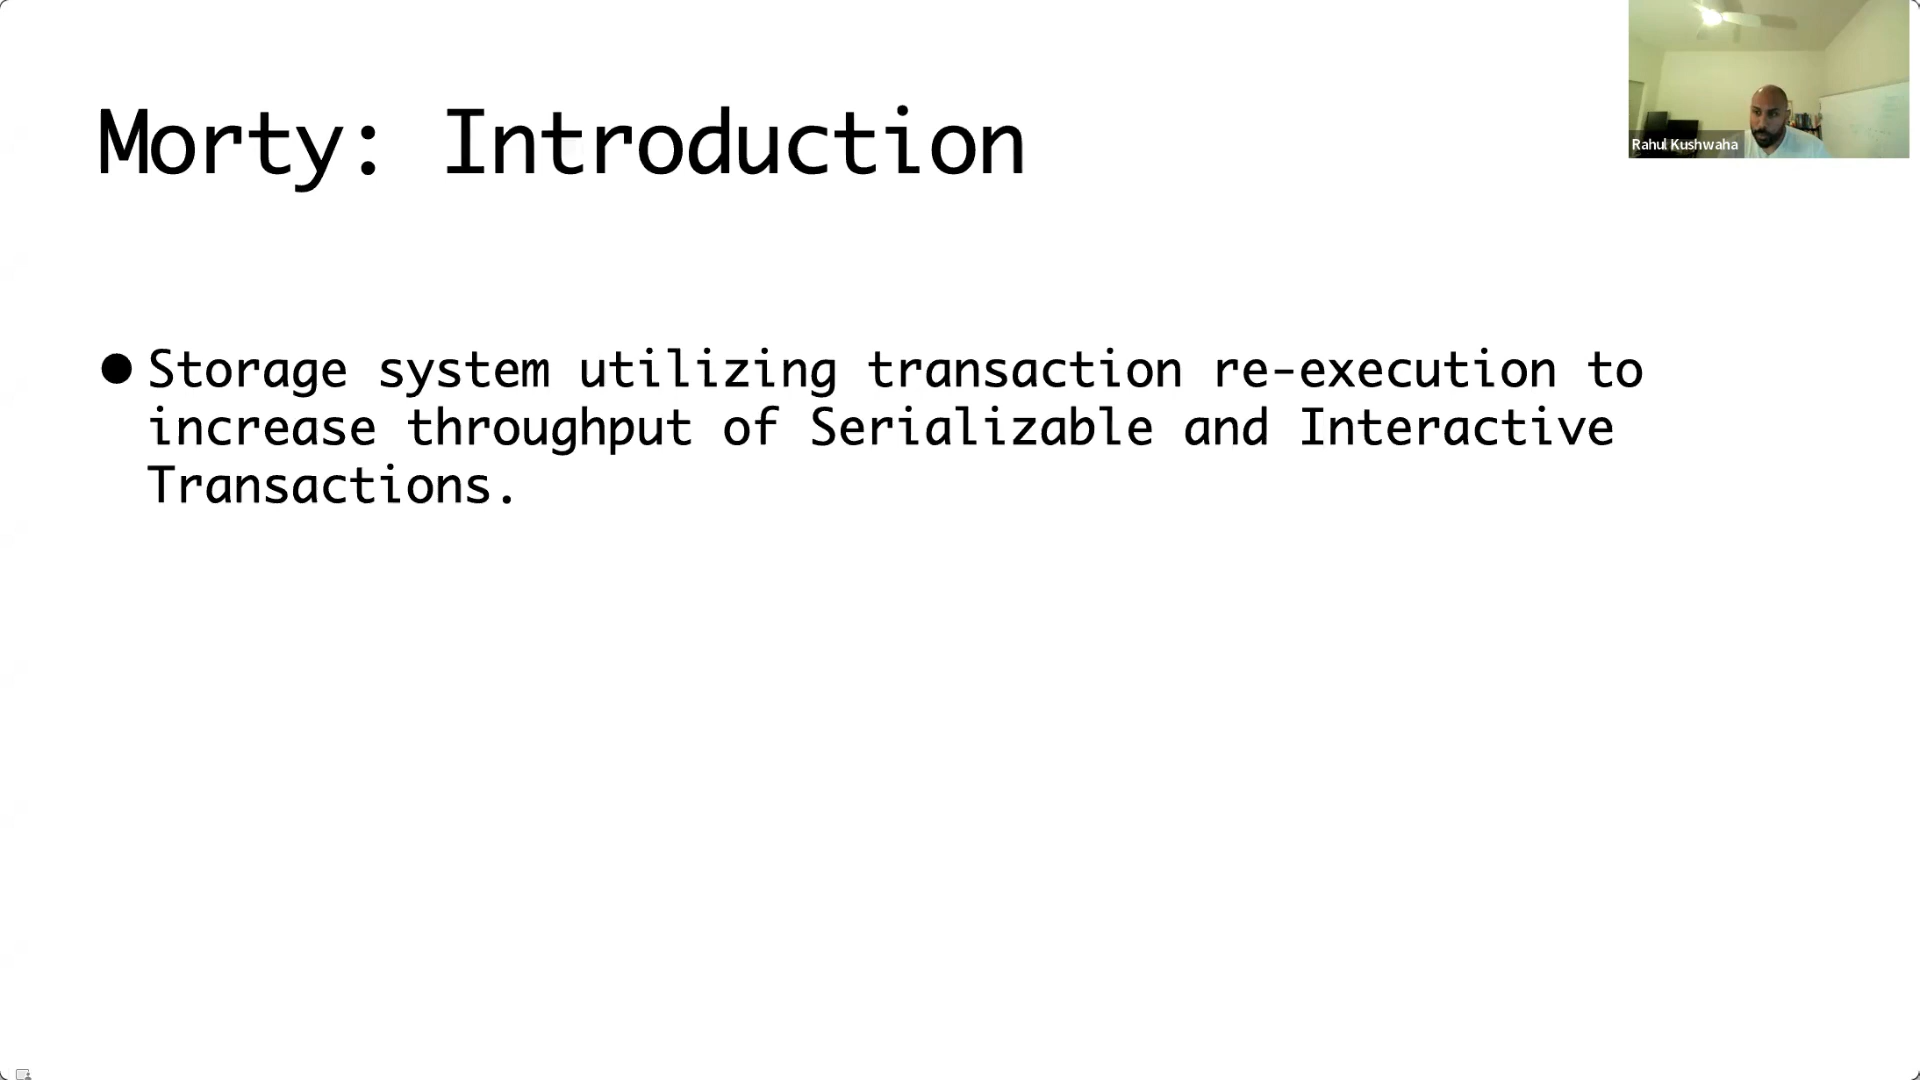 Morty: Introduction
Rahul Kushwaha
● Storage system utilizing transaction re-execution to
increase throughput of Serializable and Interactive
Transactions.